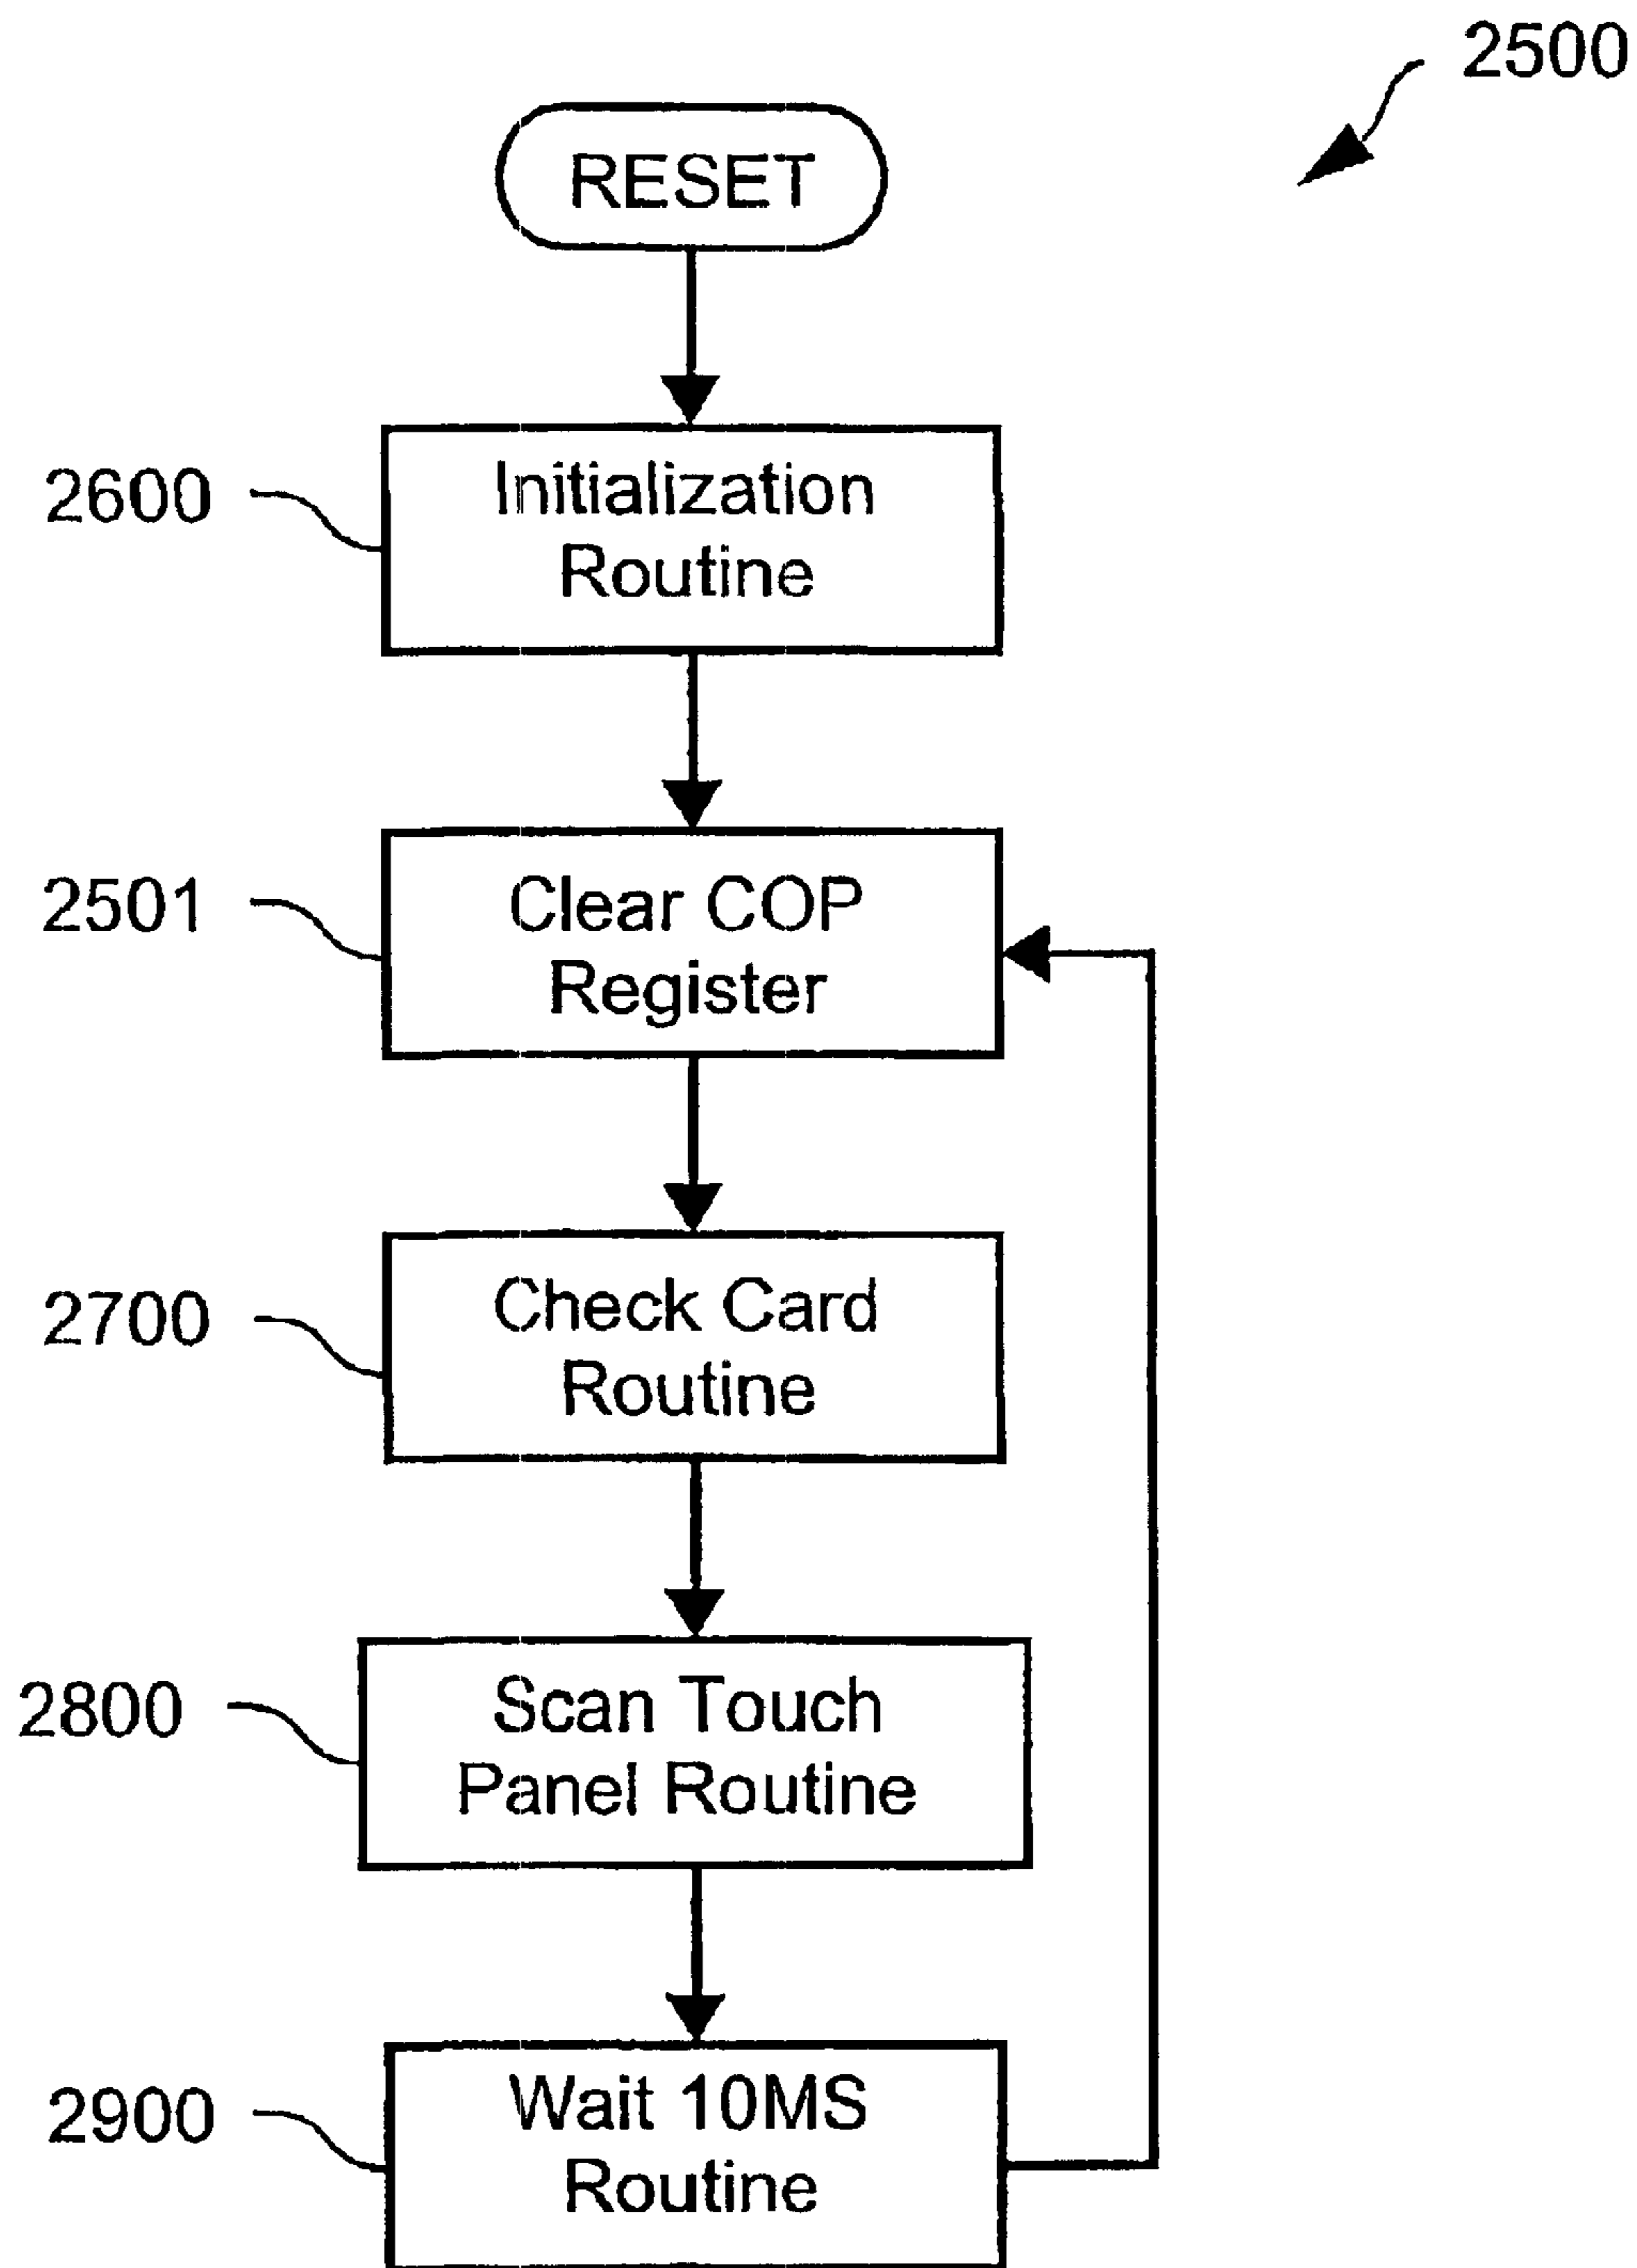 2500
RESET
2600
Initialization
Routine
2501
Clear COP
Register
2700
Check Card
Routine
2800
Scan Touch
Panel Routine
2900
Wait 10MS
Routine